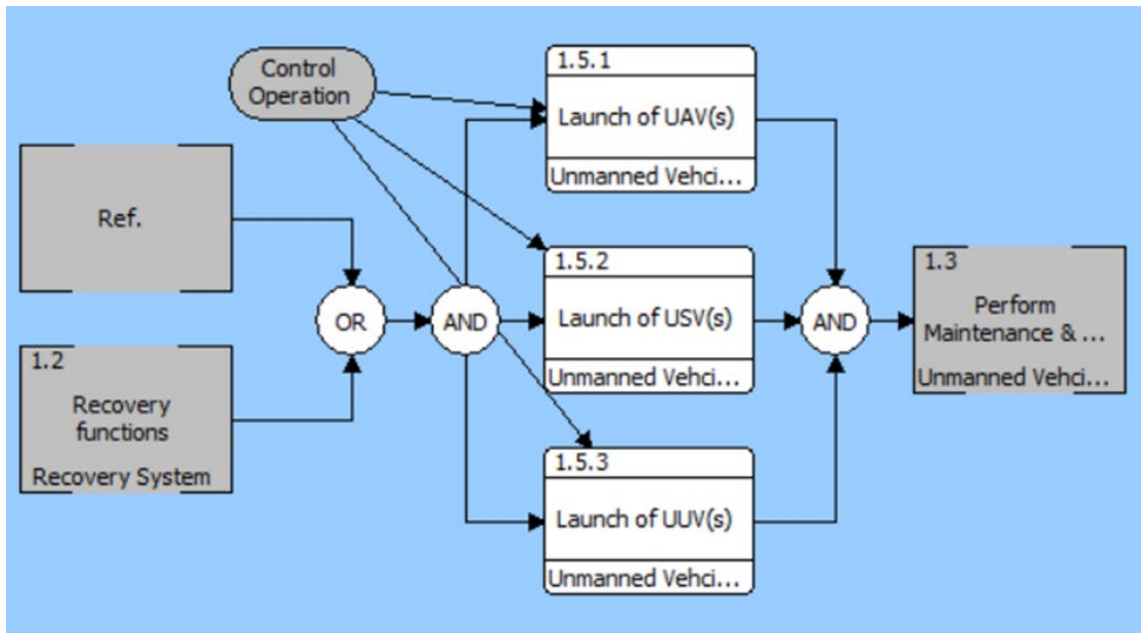 Control
Operation
1.5.1
Launch of UAV(s)
Unmanned Vehci...
Ref.
1.5.2
Launch of USV(s)
Unmanned Vehci...
1.3
Perform
Maintenance & ...
Unmanned Vehci...
OR
AND
AND
1.2
Recovery
functions
Recovery System
1.5.3
Launch of UUV(s)
Unmanned Vehci...